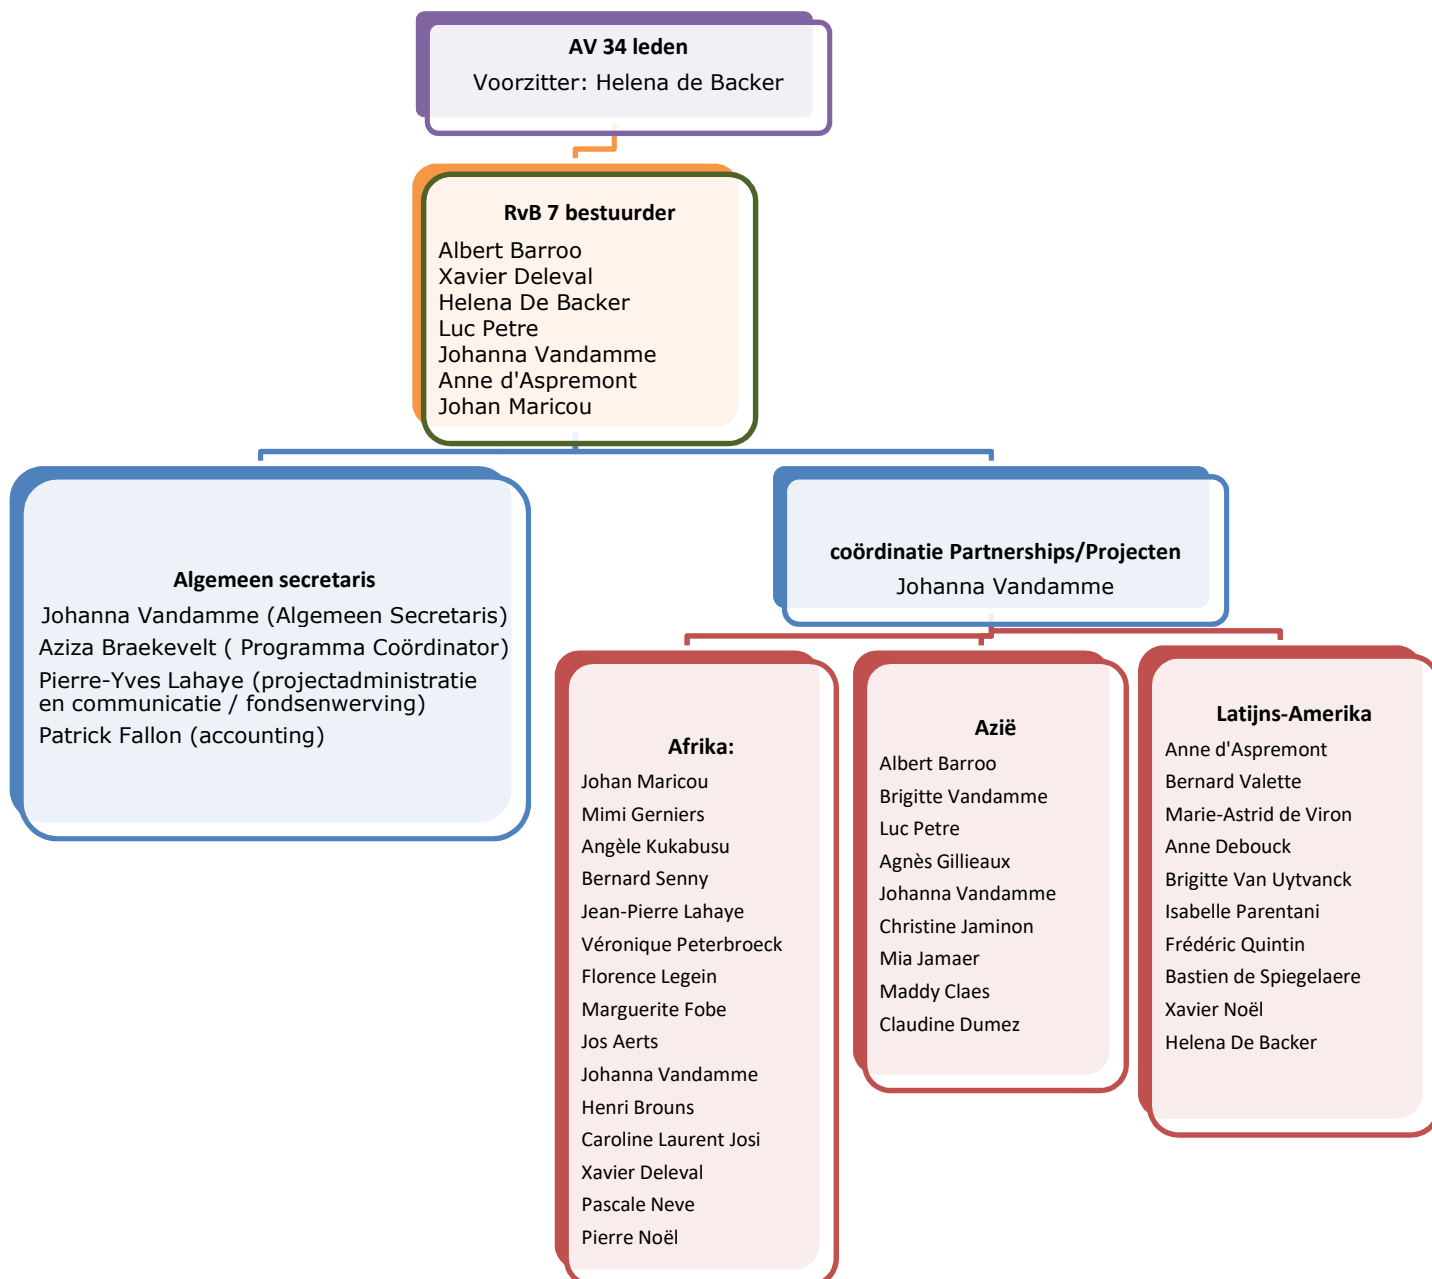 AV 34 leden
Voorzitter: Helena de Backer
RvB 7 bestuurder
Albert Barroo
Xavier Deleval
Helena De Backer
Luc Petre
Johanna Vandamme
Anne d'Aspremont
Johan Maricou
Algemeen secretaris
Johanna Vandamme (Algemeen Secretaris)
Aziza Braekevelt ( Programma Coördinator)
Pierre-Yves Lahaye (projectadministratie
en communicatie / fondsenwerving)
Patrick Fallon (accounting)
coördinatie Partnerships/Projecten
Johanna Vandamme
Afrika:
Johan Maricou
Mimi Gerniers
Angèle Kukabusu
Bernard Senny
Jean-Pierre Lahaye
Véronique Peterbroeck
Florence Legein
Marguerite Fobe
Jos Aerts
Johanna Vandamme
Henri Brouns
Caroline Laurent Josi
Xavier Deleval
Pascale Neve
Pierre Noël
Azië
Albert Barroo
Brigitte Vandamme
Luc Petre
Agnès Gillieaux
Johanna Vandamme
Christine Jaminon
Mia Jamaer
Maddy Claes
Claudine Dumez
Latijns-Amerika
Anne d'Aspremont
Bernard Valette
Marie-Astrid de Viron
Anne Debouck
Brigitte Van Uytvanck
Isabelle Parentani
Frédéric Quintin
Bastien de Spiegelaere
Xavier Noël
Helena De Backer